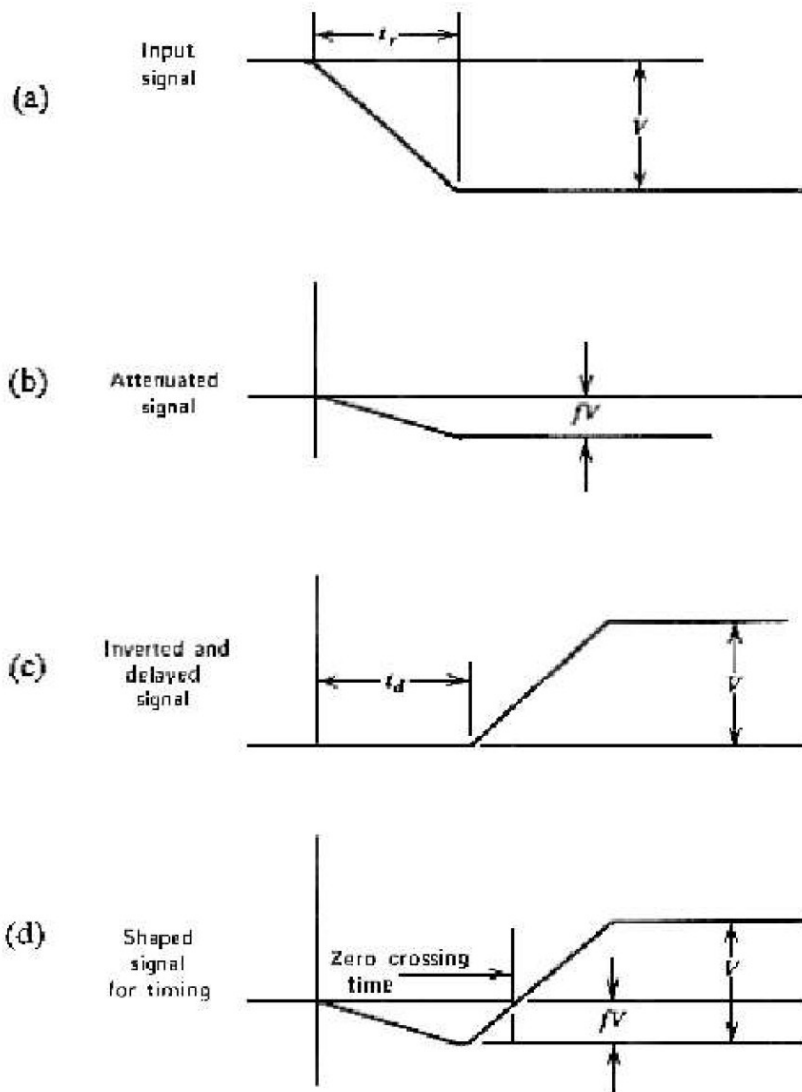 t_r
Input
signal
(a)
V
(b)
Attenuated
signal
fV
Inverted and
delayed
signal
(c)
t_d
V
(d)
Shaped
signal
for timing
Zero crossing
time
V
fV